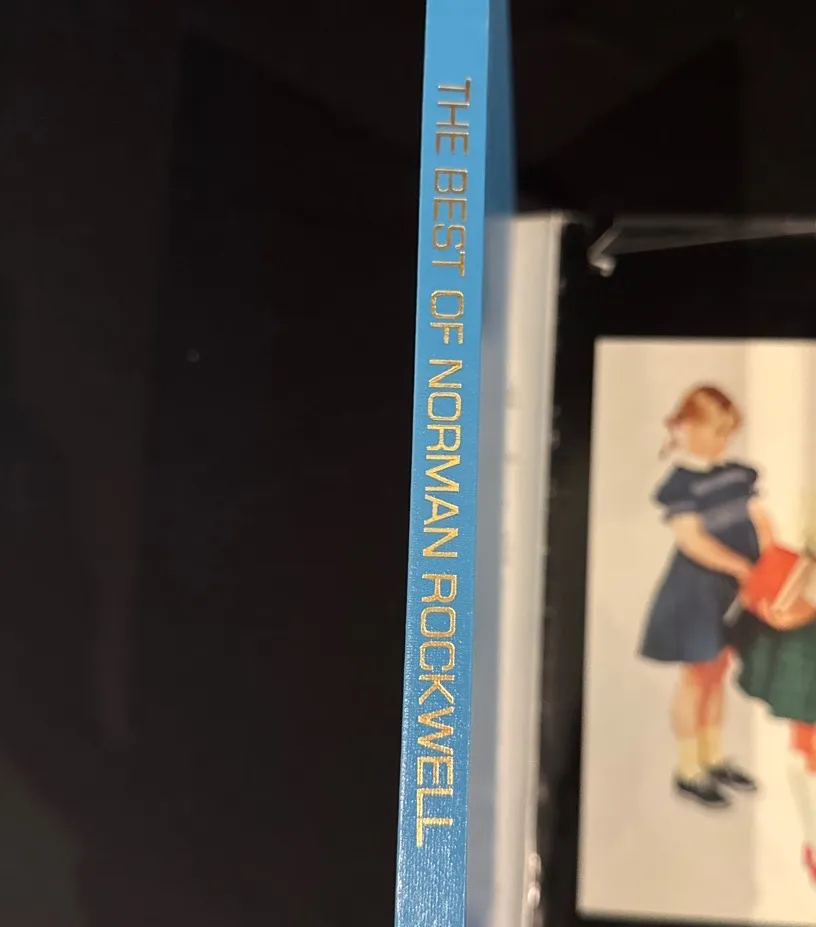 THE BEST OF NORMAN ROCKWELL